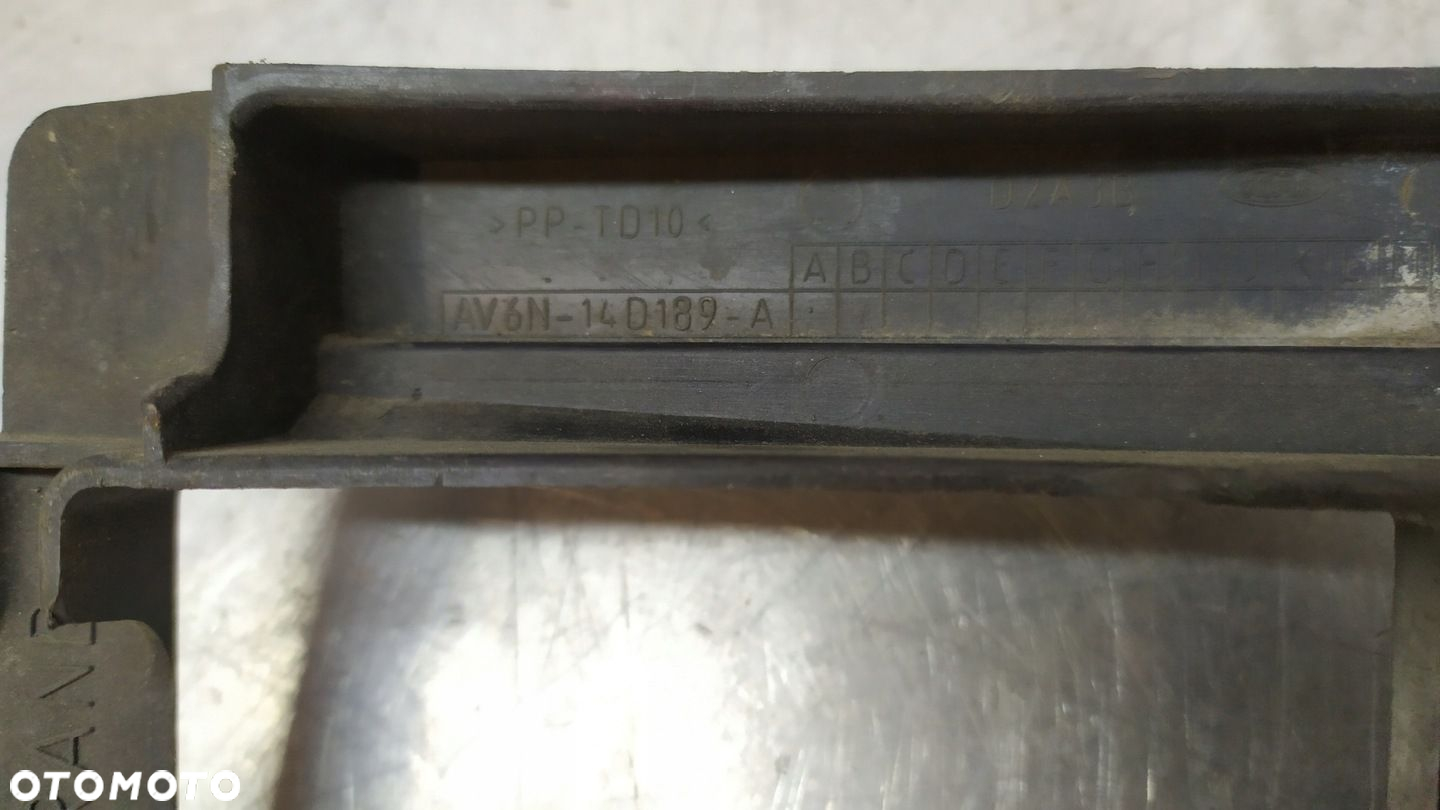 >PP-TD10<
A B C D E F G H I J K L M
AV6N-14D189-A
OTOMOTO